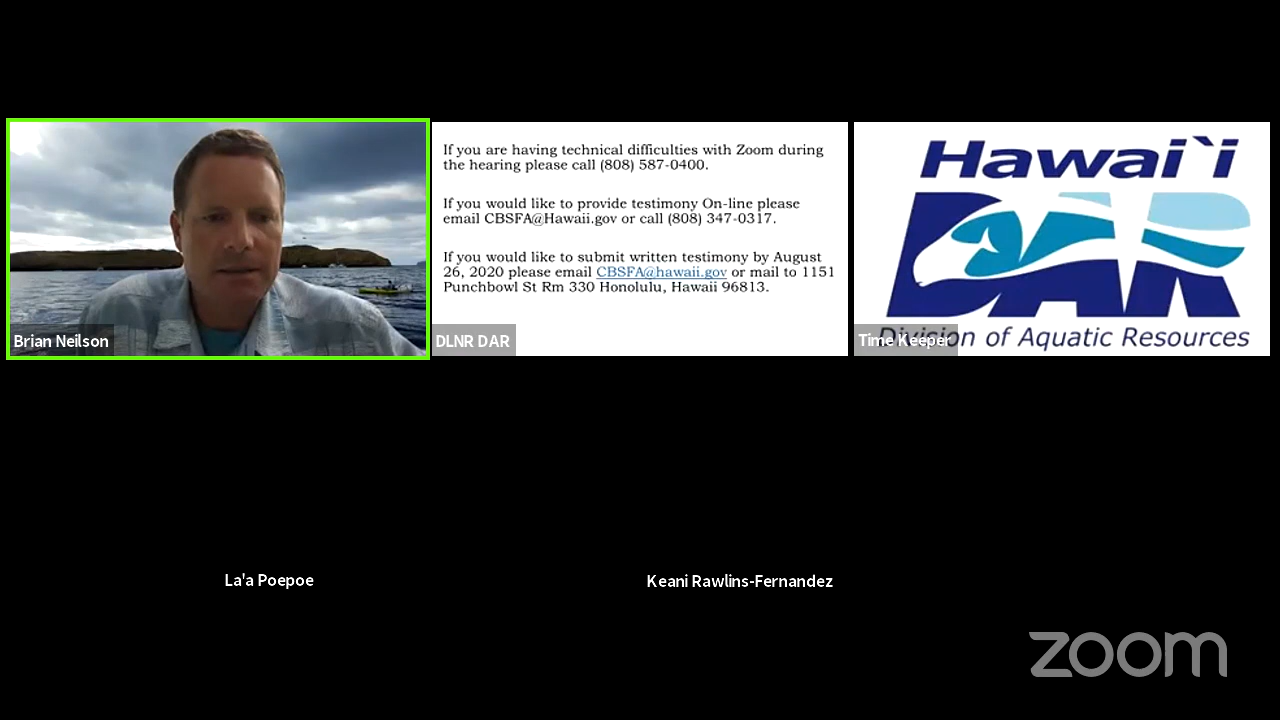 If you are having technical difficulties with Zoom during
the hearing please call (808) 587-0400.
If you would like to provide testimony On-line please
email CBSFA@Hawaii.gov or call (808) 347-0317.
If you would like to submit written testimony by August
26, 2020 please email CBSFA@hawaii.gov or mail to 1151
Punchbowl St Rm 330 Honolulu, Hawaii 96813.
Hawai`i
DAR
Division of Aquatic Resources
Brian Neilson
DLNR DAR
Time Keeper
La'a Poepoe
Keani Rawlins-Fernandez
zoom